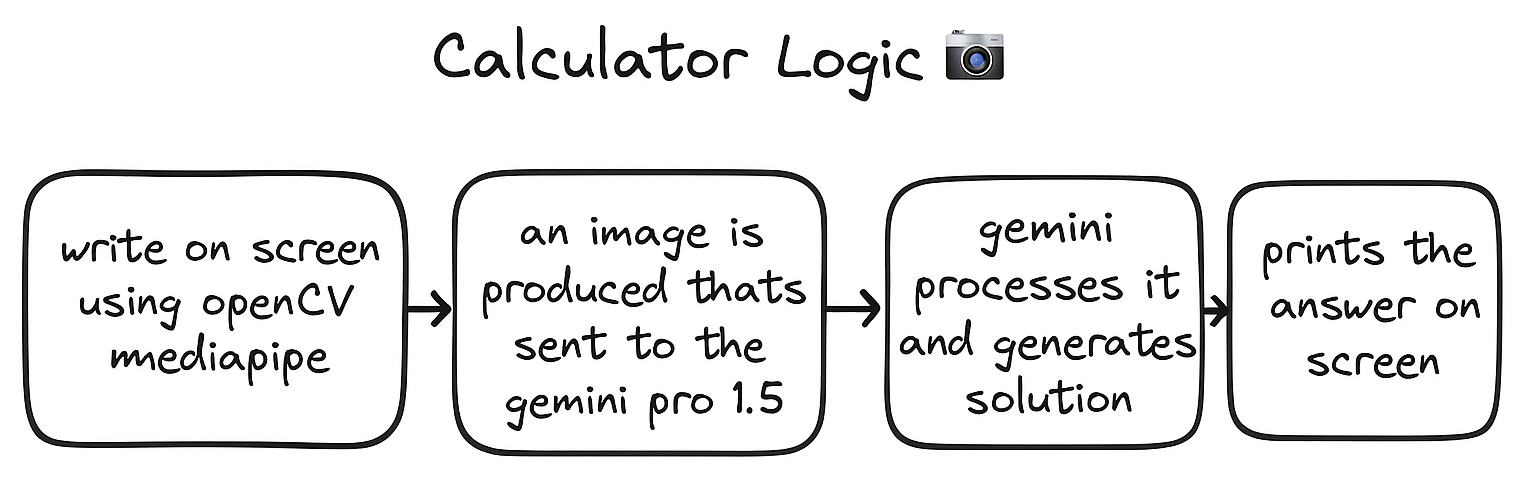 Calculator Logic 📷
write on screen
using openCV
mediapipe
an image is
produced thats
sent to the
gemini pro 1.5
gemini
processes it
and generates
solution
prints the
answer on
screen